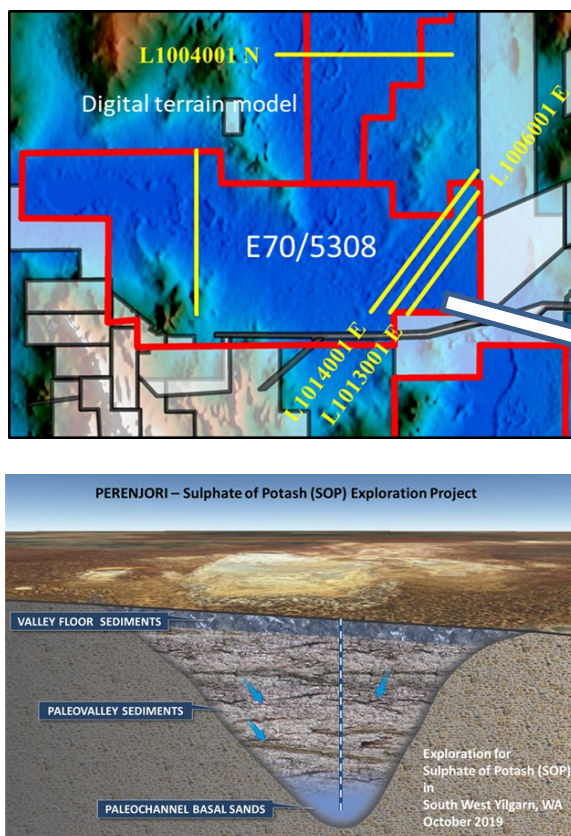 L1004001 N
Digital terrain model
L1006001 E
E70/5308
L1014001 E
L1013001 E
PERENJORI – Sulphate of Potash (SOP) Exploration Project
VALLEY FLOOR SEDIMENTS
PALEOVALLEY SEDIMENTS
PALEOCHANNEL BASAL SANDS
Exploration for
Sulphate of Potash (SOP)
in
South West Yilgarn, WA
October 2019